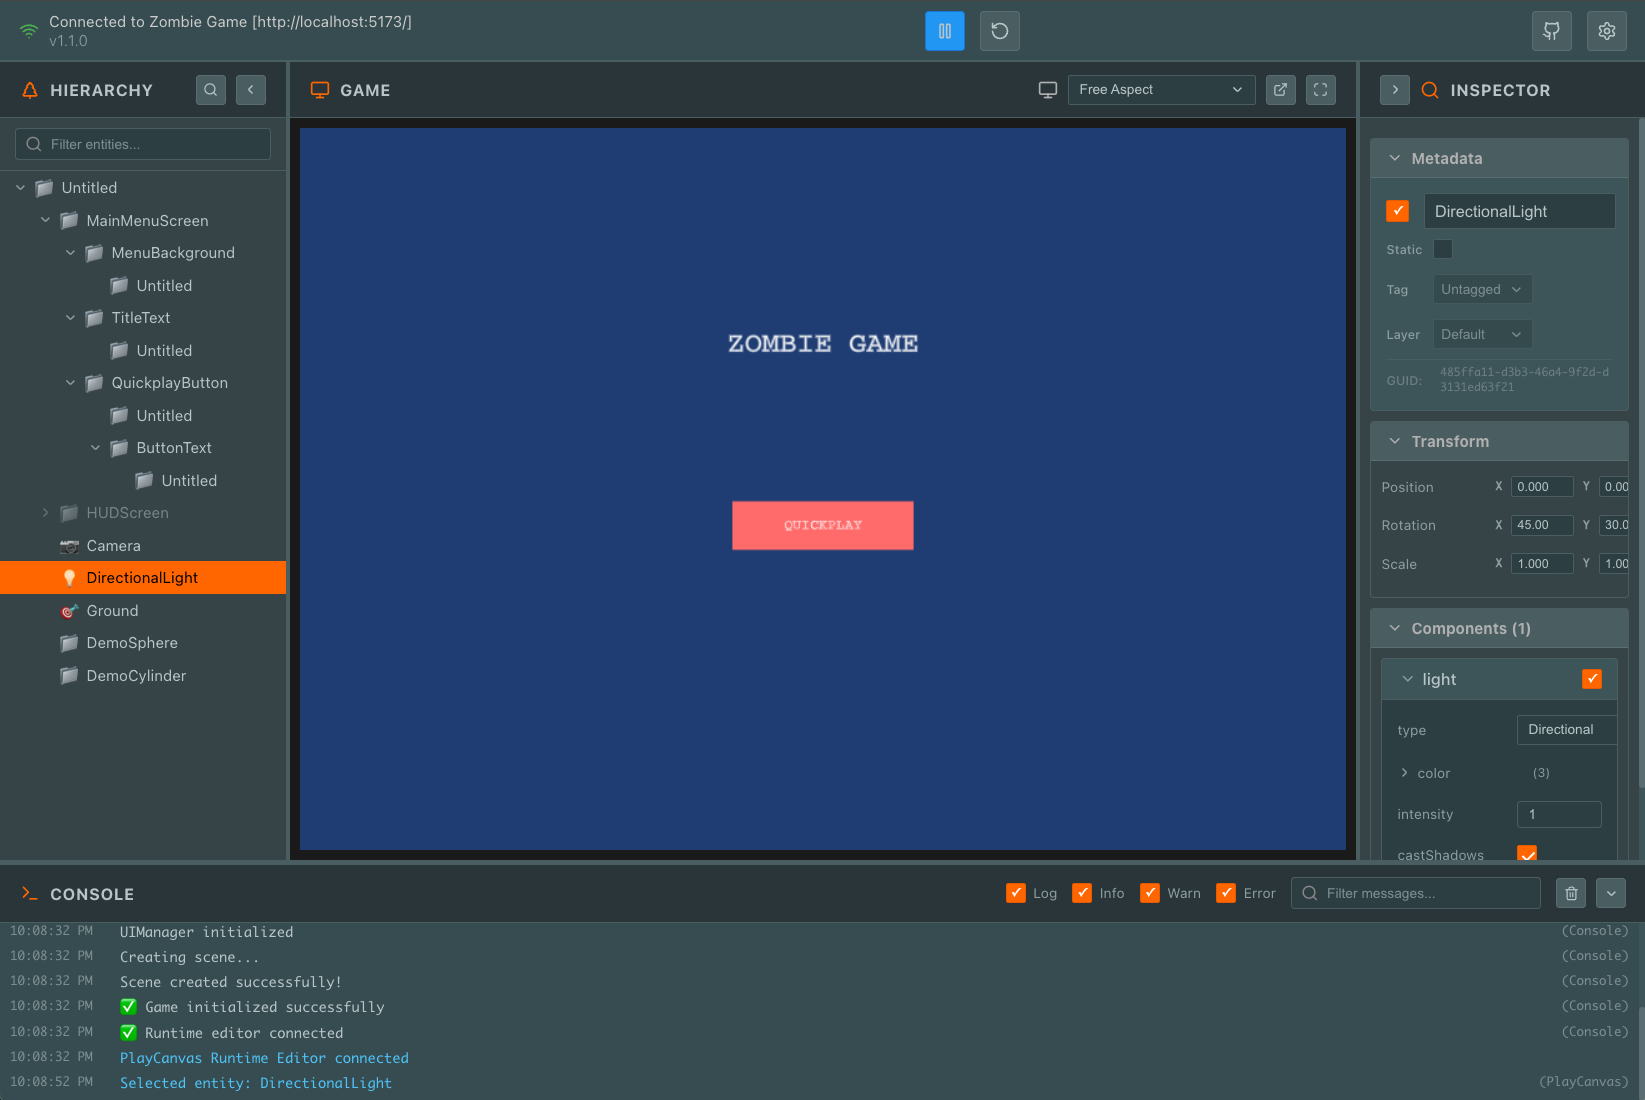 Connected to Zombie Game [http://localhost:5173/]
v1.1.0
HIERARCHY
Filter entities...
Untitled
MainMenuScreen
MenuBackground
Untitled
TitleText
Untitled
QuickplayButton
Untitled
ButtonText
Untitled
HUDScreen
Camera
DirectionalLight
Ground
DemoSphere
DemoCylinder
GAME
Free Aspect
ZOMBIE GAME
QUICKPLAY
INSPECTOR
Metadata
DirectionalLight
Static
Tag Untagged
Layer Default
GUID: 485ffa11-d3b3-46a4-9f2d-d
3131ed63f21
Transform
Position X 0.000 Y 0.00
Rotation X 45.00 Y 30.0
Scale X 1.000 Y 1.00
Components (1)
light
type Directional
color (3)
intensity 1
castShadows
CONSOLE
Log Info Warn Error Filter messages...
10:08:32 PM UIManager initialized (Console)
10:08:32 PM Creating scene... (Console)
10:08:32 PM Scene created successfully! (Console)
10:08:32 PM ✅ Game initialized successfully (Console)
10:08:32 PM ✅ Runtime editor connected (Console)
10:08:32 PM PlayCanvas Runtime Editor connected
10:08:52 PM Selected entity: DirectionalLight (PlayCanvas)